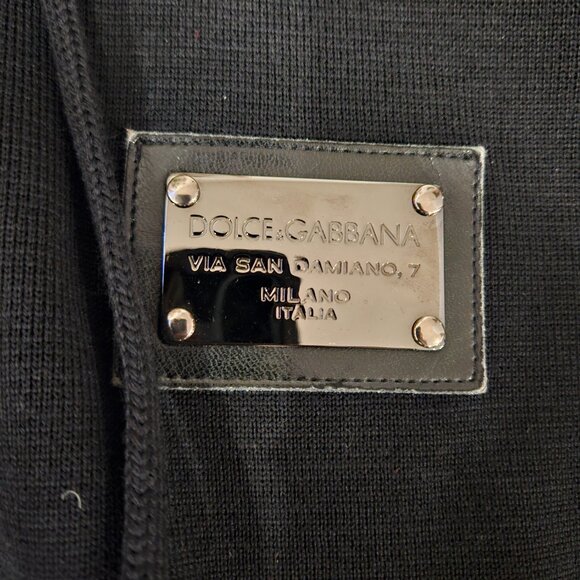 DOLCE&GABBANA
VIA SAN DAMIANO, 7
MILANO
ITALIA